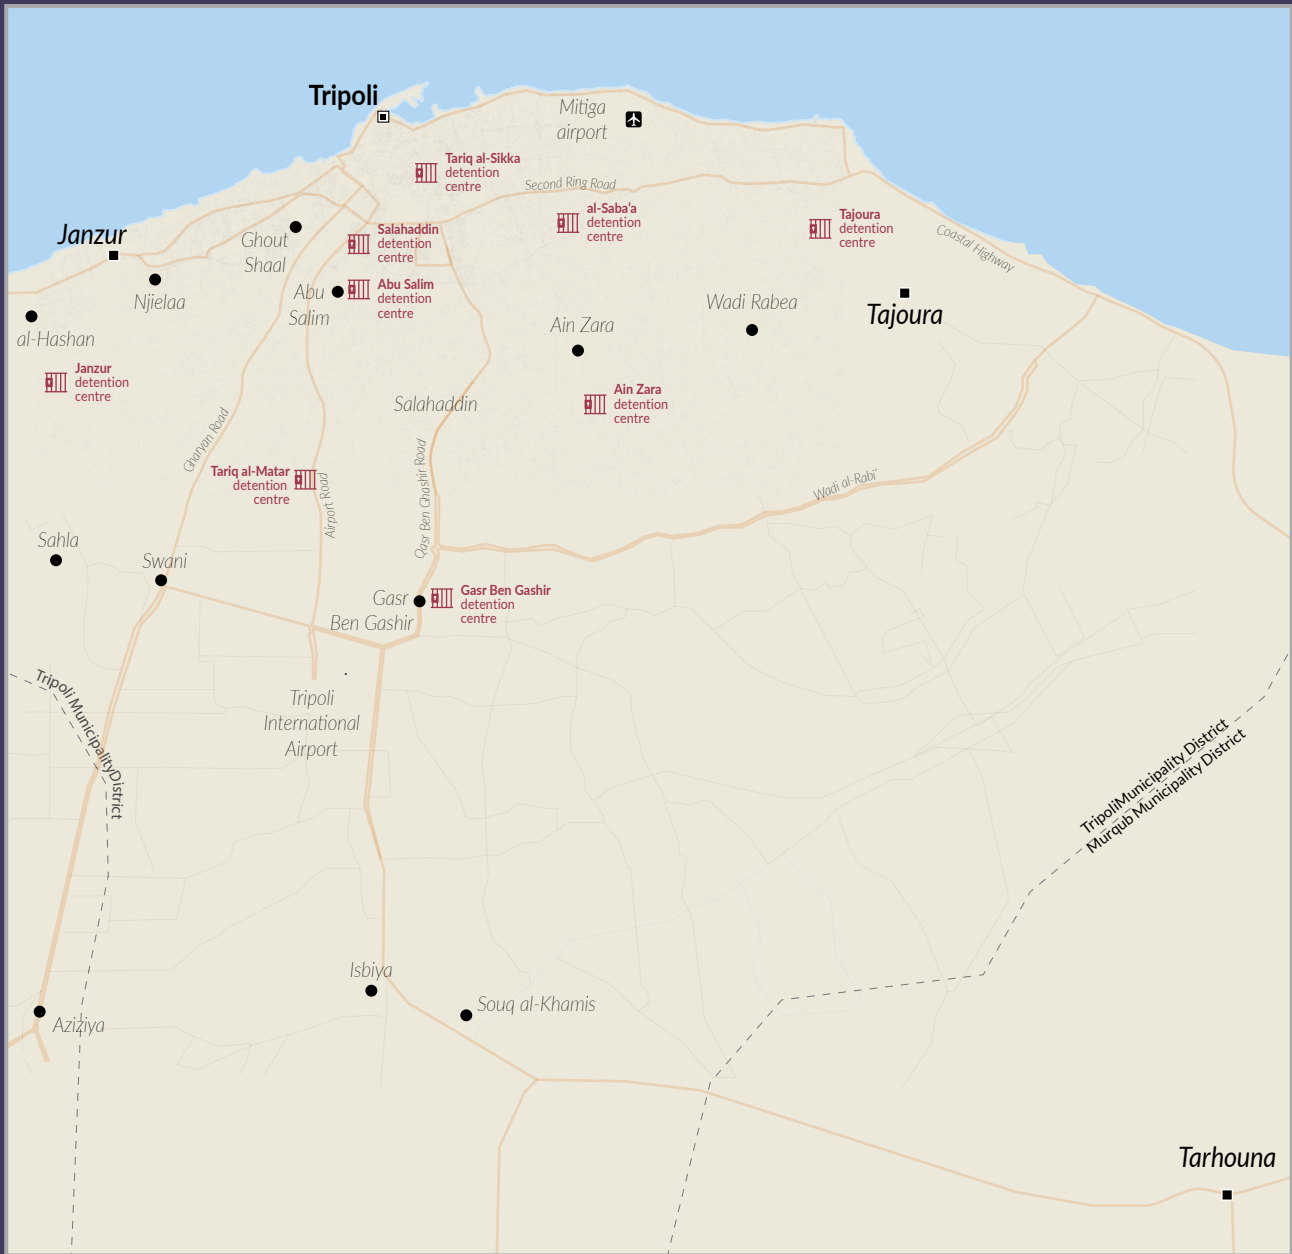 Tripoli
Mitiga
airport
Tariq al-Sikka
detention
centre
Second Ring Road
al-Saba'a
detention
centre
Tajoura
detention
centre
Coastal Highway
Janzur
Ghout
Shaal
Salahaddin
detention
centre
Njielaa
Abu
Salim
Abu Salim
detention
centre
Wadi Rabea
Tajoura
al-Hashan
Ain Zara
Janzur
detention
centre
Ain Zara
detention
centre
Salahaddin
Gharyan Road
Tariq al-Matar
detention
centre
Airport Road
Qasr Ben Ghashir Road
Wadi al-Rabi'
Sahla
Swani
Gasr
Ben Gashir
Gasr Ben Gashir
detention
centre
Tripoli MunicipalityDistrict
Tripoli
International
Airport
TripoliMunicipality District
Murqub Municipality District
Isbiya
Souq al-Khamis
Aziziya
Tarhouna